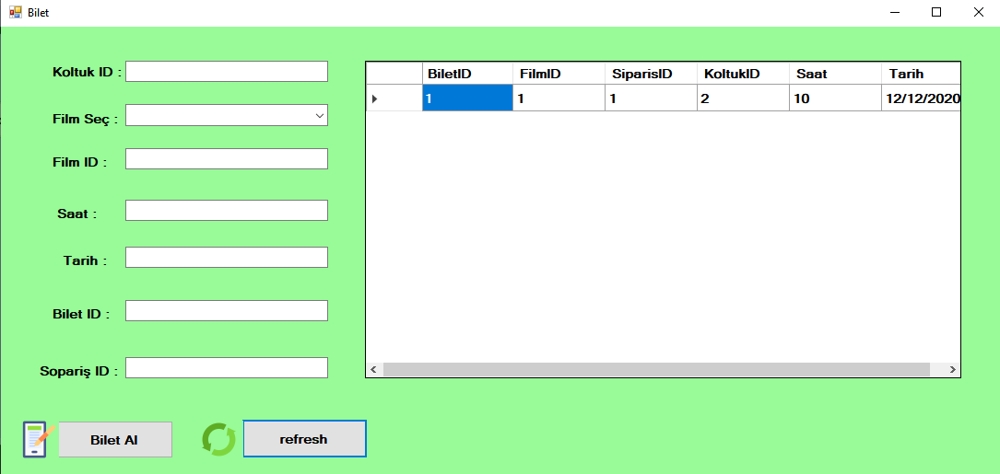 Bilet
Koltuk ID :
Film Seç :
Film ID :
Saat :
Tarih :
Bilet ID :
Sopariş ID :
Bilet Al
refresh
BiletID FilmID SiparisID KoltukID Saat Tarih
1 1 1 2 10 12/12/2020